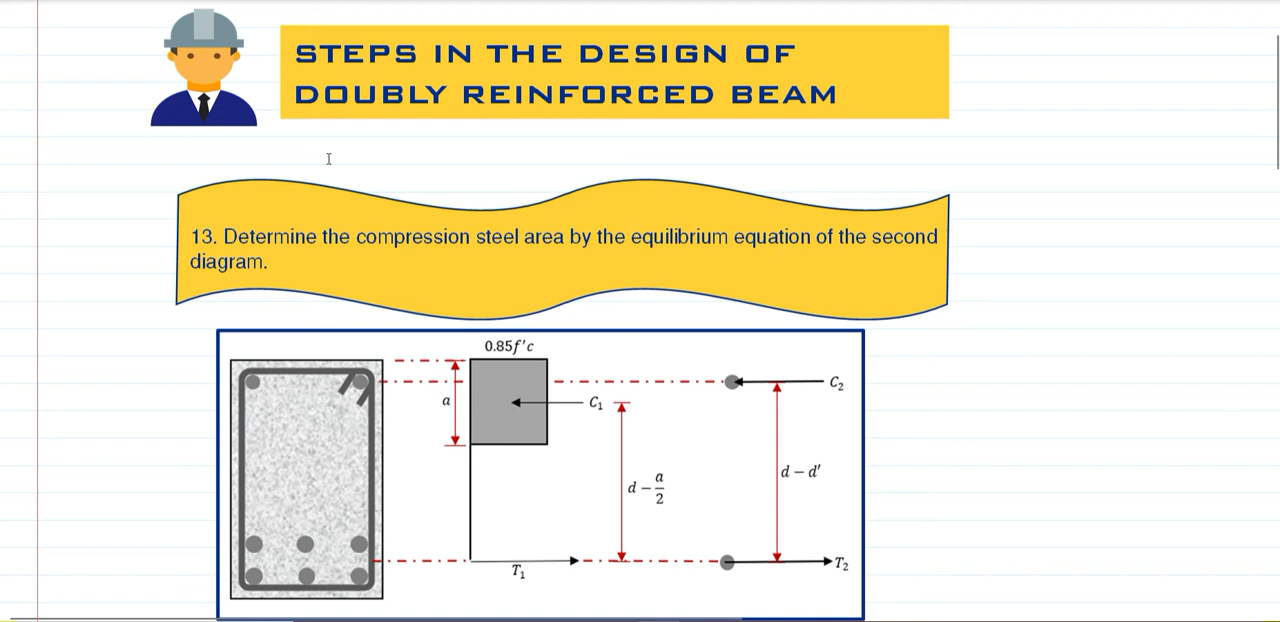 STEPS IN THE DESIGN OF
DOUBLY REINFORCED BEAM
13. Determine the compression steel area by the equilibrium equation of the second
diagram.
0.85f'c
C₂
a
C₁
d – d'
d – a/2
T₁
T₂